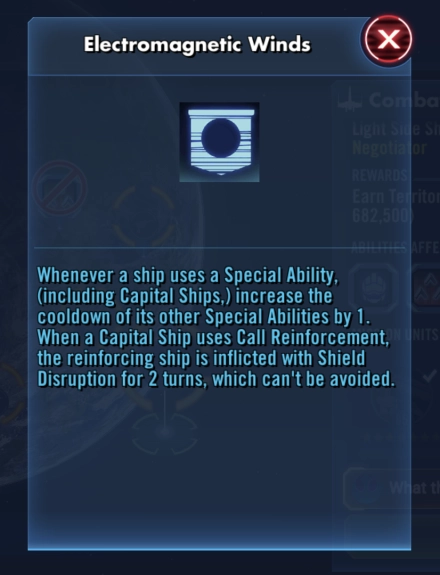 Electromagnetic Winds
X
Comba
Light Side S
Negotiator
REWARDS
Earn Territo
682,500)
ABILITIES AFFE
Whenever a ship uses a Special Ability,
(including Capital Ships,) increase the
cooldown of its other Special Abilities by 1.
When a Capital Ship uses Call Reinforcement,
the reinforcing ship is inflicted with Shield
Disruption for 2 turns, which can't be avoided.
N UNITS
What t